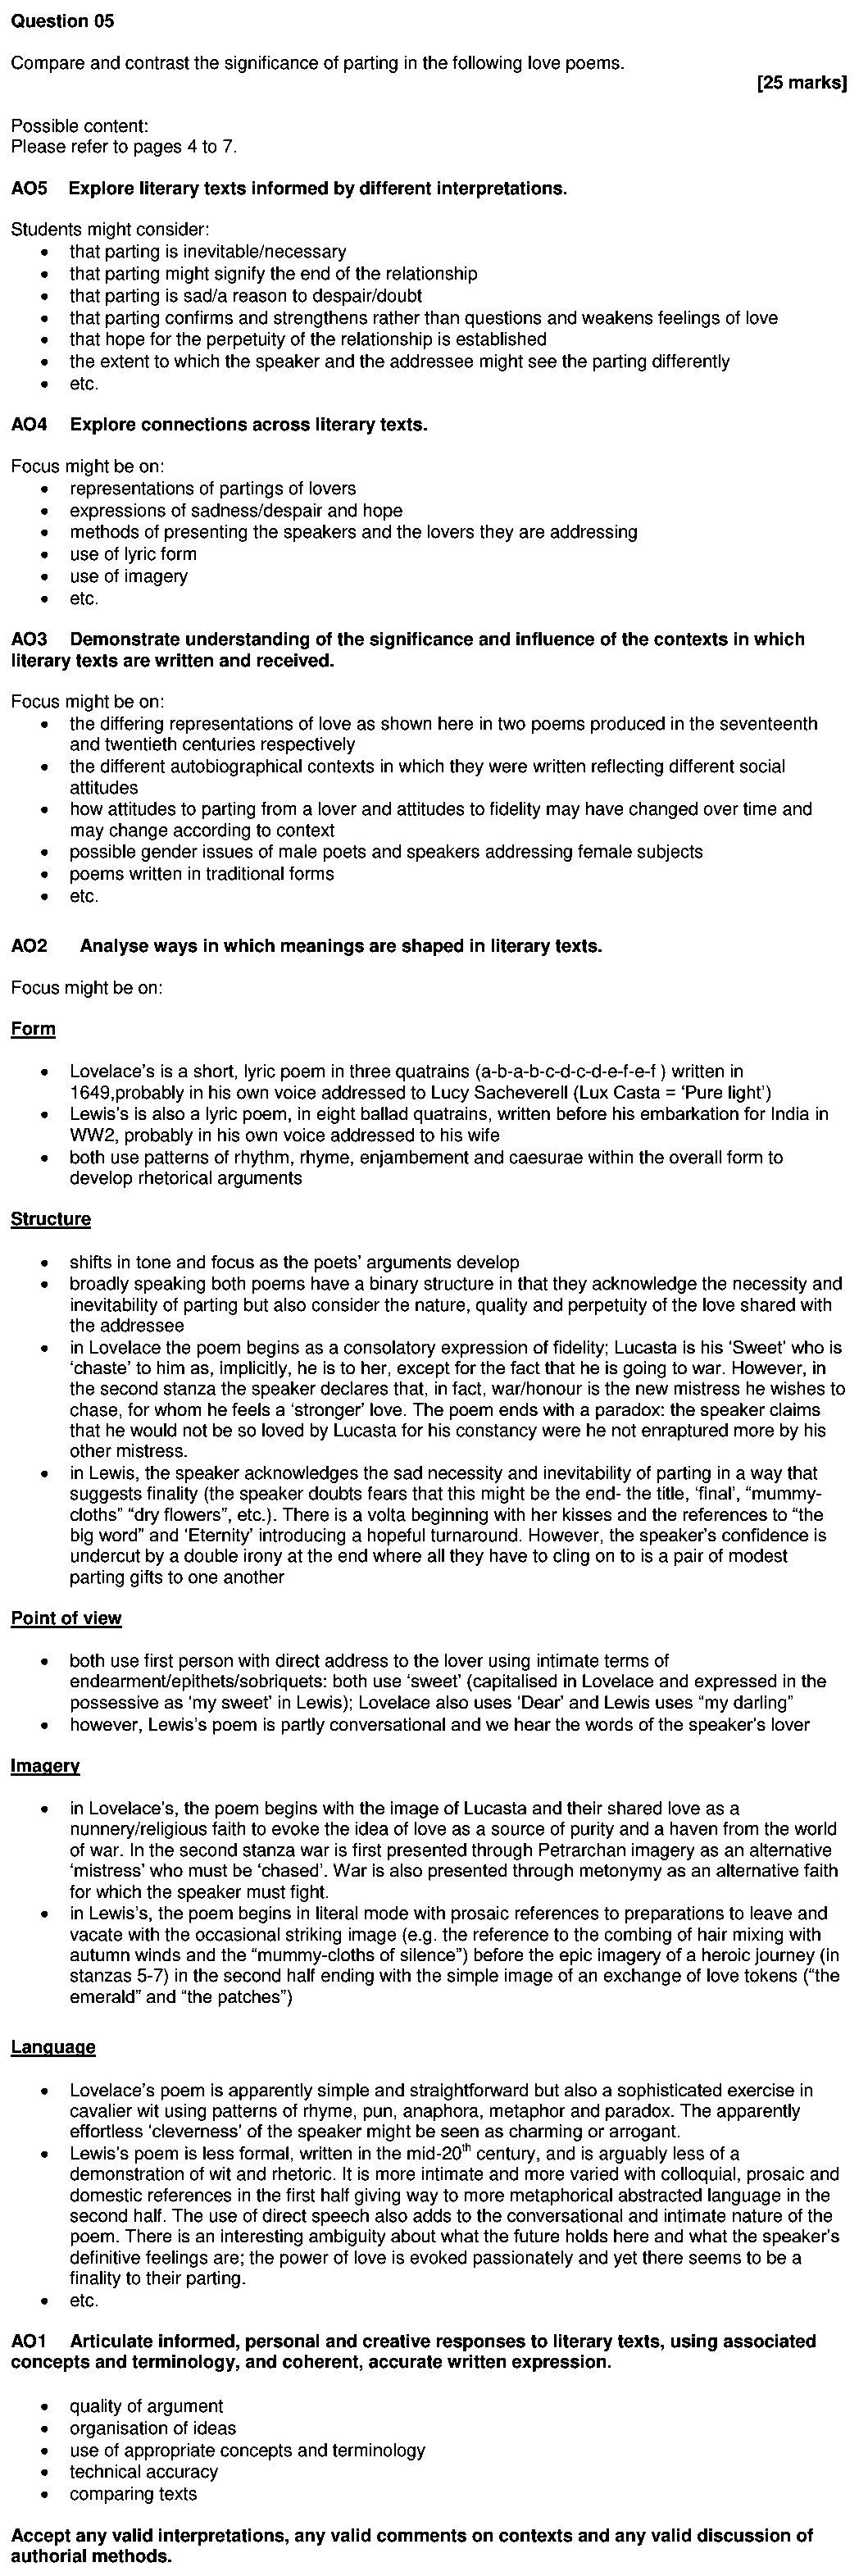 Question 05
Compare and contrast the significance of parting in the following love poems.
[25 marks]
Possible content:
Please refer to pages 4 to 7.
AO5 Explore literary texts informed by different interpretations.
Students might consider:
• that parting is inevitable/necessary
• that parting might signify the end of the relationship
• that parting is sad/a reason to despair/doubt
• that parting confirms and strengthens rather than questions and weakens feelings of love
• that hope for the perpetuity of the relationship is established
• the extent to which the speaker and the addressee might see the parting differently
• etc.
AO4 Explore connections across literary texts.
Focus might be on:
• representations of partings of lovers
• expressions of sadness/despair and hope
• methods of presenting the speakers and the lovers they are addressing
• use of lyric form
• use of imagery
• etc.
AO3 Demonstrate understanding of the significance and influence of the contexts in which
literary texts are written and received.
Focus might be on:
• the differing representations of love as shown here in two poems produced in the seventeenth
and twentieth centuries respectively
• the different autobiographical contexts in which they were written reflecting different social
attitudes
• how attitudes to parting from a lover and attitudes to fidelity may have changed over time and
may change according to context
• possible gender issues of male poets and speakers addressing female subjects
• poems written in traditional forms
• etc.
AO2 Analyse ways in which meanings are shaped in literary texts.
Focus might be on:
Form
• Lovelace's is a short, lyric poem in three quatrains (a-b-a-b-c-d-c-d-e-f-e-f ) written in
1649,probably in his own voice addressed to Lucy Sacheverell (Lux Casta = 'Pure light')
• Lewis's is also a lyric poem, in eight ballad quatrains, written before his embarkation for India in
WW2, probably in his own voice addressed to his wife
• both use patterns of rhythm, rhyme, enjambement and caesurae within the overall form to
develop rhetorical arguments
Structure
• shifts in tone and focus as the poets' arguments develop
• broadly speaking both poems have a binary structure in that they acknowledge the necessity and
inevitability of parting but also consider the nature, quality and perpetuity of the love shared with
the addressee
• in Lovelace the poem begins as a consolatory expression of fidelity; Lucasta is his 'Sweet' who is
'chaste' to him as, implicitly, he is to her, except for the fact that he is going to war. However, in
the second stanza the speaker declares that, in fact, war/honour is the new mistress he wishes to
chase, for whom he feels a 'stronger' love. The poem ends with a paradox: the speaker claims
that he would not be so loved by Lucasta for his constancy were he not enraptured more by his
other mistress.
• in Lewis, the speaker acknowledges the sad necessity and inevitability of parting in a way that
suggests finality (the speaker doubts fears that this might be the end- the title, 'final', "mummy-
cloths" "dry flowers", etc.). There is a volta beginning with her kisses and the references to "the
big word" and 'Eternity' introducing a hopeful turnaround. However, the speaker's confidence is
undercut by a double irony at the end where all they have to cling on to is a pair of modest
parting gifts to one another
Point of view
• both use first person with direct address to the lover using intimate terms of
endearment/epithets/sobriquets: both use 'sweet' (capitalised in Lovelace and expressed in the
possessive as 'my sweet' in Lewis); Lovelace also uses 'Dear' and Lewis uses "my darling"
• however, Lewis's poem is partly conversational and we hear the words of the speaker's lover
Imagery
• in Lovelace's, the poem begins with the image of Lucasta and their shared love as a
nunnery/religious faith to evoke the idea of love as a source of purity and a haven from the world
of war. In the second stanza war is first presented through Petrarchan imagery as an alternative
'mistress' who must be 'chased'. War is also presented through metonymy as an alternative faith
for which the speaker must fight.
• in Lewis's, the poem begins in literal mode with prosaic references to preparations to leave and
vacate with the occasional striking image (e.g. the reference to the combing of hair mixing with
autumn winds and the "mummy-cloths of silence") before the epic imagery of a heroic journey (in
stanzas 5-7) in the second half ending with the simple image of an exchange of love tokens ("the
emerald" and "the patches")
Language
• Lovelace's poem is apparently simple and straightforward but also a sophisticated exercise in
cavalier wit using patterns of rhyme, pun, anaphora, metaphor and paradox. The apparently
effortless 'cleverness' of the speaker might be seen as charming or arrogant.
• Lewis's poem is less formal, written in the mid-20th century, and is arguably less of a
demonstration of wit and rhetoric. It is more intimate and more varied with colloquial, prosaic and
domestic references in the first half giving way to more metaphorical abstracted language in the
second half. The use of direct speech also adds to the conversational and intimate nature of the
poem. There is an interesting ambiguity about what the future holds here and what the speaker's
definitive feelings are; the power of love is evoked passionately and yet there seems to be a
finality to their parting.
• etc.
AO1 Articulate informed, personal and creative responses to literary texts, using associated
concepts and terminology, and coherent, accurate written expression.
• quality of argument
• organisation of ideas
• use of appropriate concepts and terminology
• technical accuracy
• comparing texts
Accept any valid interpretations, any valid comments on contexts and any valid discussion of
authorial methods.